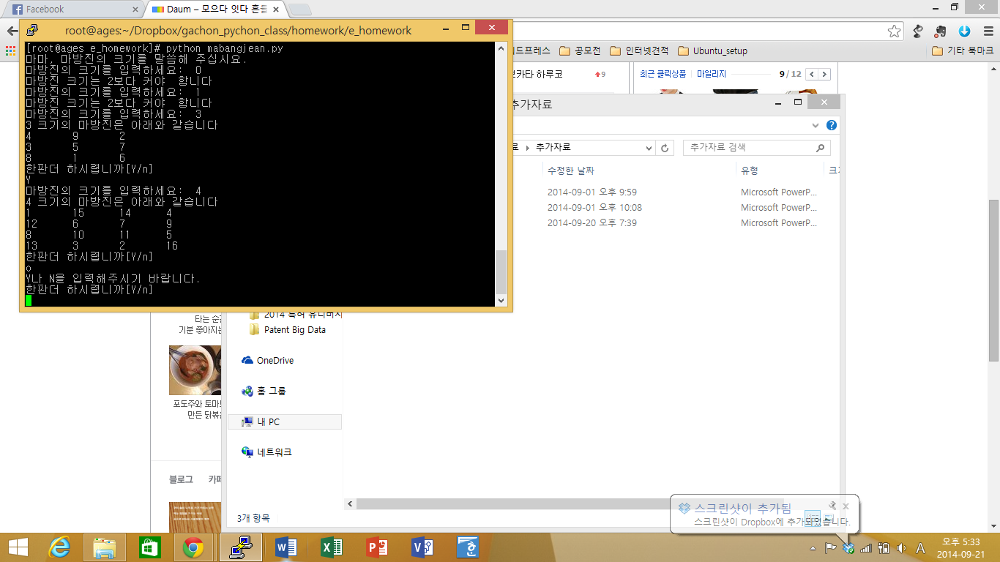 Facebook
Daum – 모으다 잇다 흔들
root@ages:~/Dropbox/gachon_pychon_class/homework/e_homework
[root@ages e_homework]# python mabangjean.py
마마, 마방진의 크기를 말씀해 주십시요.
마방진의 크기를 입력하세요: 0
마방진 크기는 2보다 커야 합니다
마방진의 크기를 입력하세요: 1
마방진 크기는 2보다 커야 합니다
마방진의 크기를 입력하세요: 3
3 크기의 마방진은 아래와 같습니다
4 9 2
3 5 7
8 1 6
한판더 하시렵니까[Y/n]
Y
마방진의 크기를 입력하세요: 4
4 크기의 마방진은 아래와 같습니다
1 15 14 4
12 6 7 9
8 10 11 5
13 3 2 16
한판더 하시렵니까[Y/n]
o
Y나 N을 입력해주시기 바랍니다.
한판더 하시렵니까[Y/n]
드프레스 공모전 인터넷견적 Ubuntu_setup 기타 북마크
카타 하루코 9
최근 클릭상품 마일리지 9 / 12
추가자료
료 추가자료 추가자료 검색
수정한 날짜 유형 크기
2014-09-01 오후 9:59 Microsoft PowerP...
2014-09-01 오후 10:08 Microsoft PowerP...
2014-09-20 오후 7:39 Microsoft PowerP...
2014 특허 유니버시
Patent Big Data
OneDrive
홈 그룹
내 PC
네트워크
3개 항목
타는 순간
기분 좋아지는
포도주와 토마토
만든 닭볶음
블로그 카페
스크린샷이 추가됨
스크린샷이 Dropbox에 추가되었습니다.
A
오후 5:33
2014-09-21